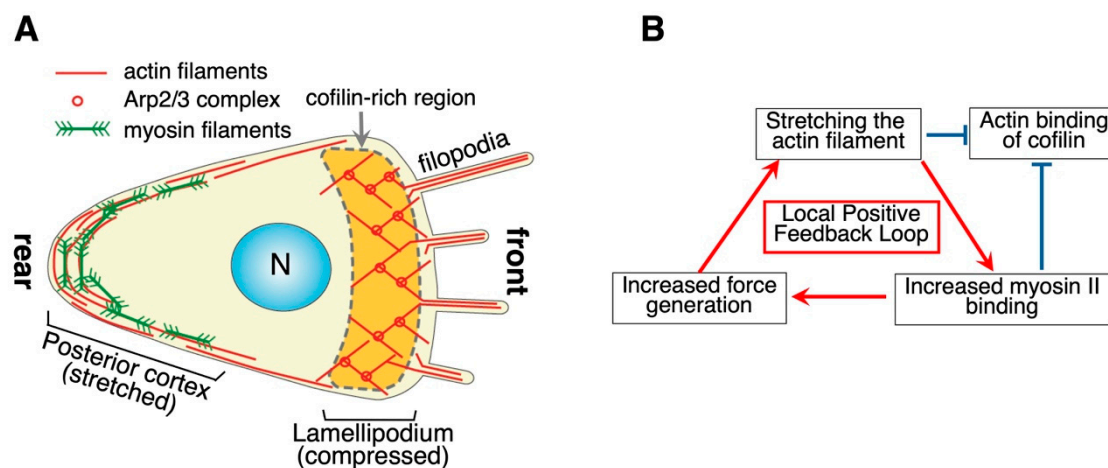 A
actin filaments
Arp2/3 complex
myosin filaments
cofilin-rich region
filopodia
rear
N
front
Posterior cortex
(stretched)
Lamellipodium
(compressed)
B
Stretching the
actin filament
Actin binding
of cofilin
Local Positive
Feedback Loop
Increased force
generation
Increased myosin II
binding